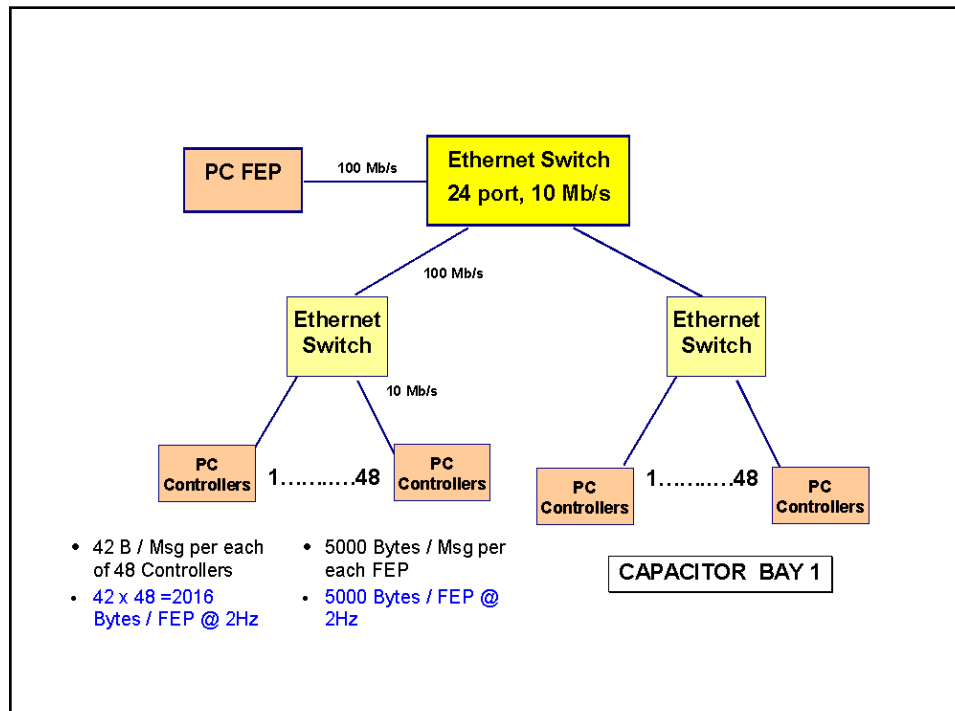 PC FEP
100 Mb/s
Ethernet Switch
24 port, 10 Mb/s
100 Mb/s
Ethernet
Switch
Ethernet
Switch
10 Mb/s
PC
Controllers
1...........48
PC
Controllers
PC
Controllers
1...........48
PC
Controllers
• 42 B / Msg per each
of 48 Controllers
• 42 x 48 =2016
Bytes / FEP @ 2Hz
• 5000 Bytes / Msg per
each FEP
• 5000 Bytes / FEP @
2Hz
CAPACITOR BAY 1